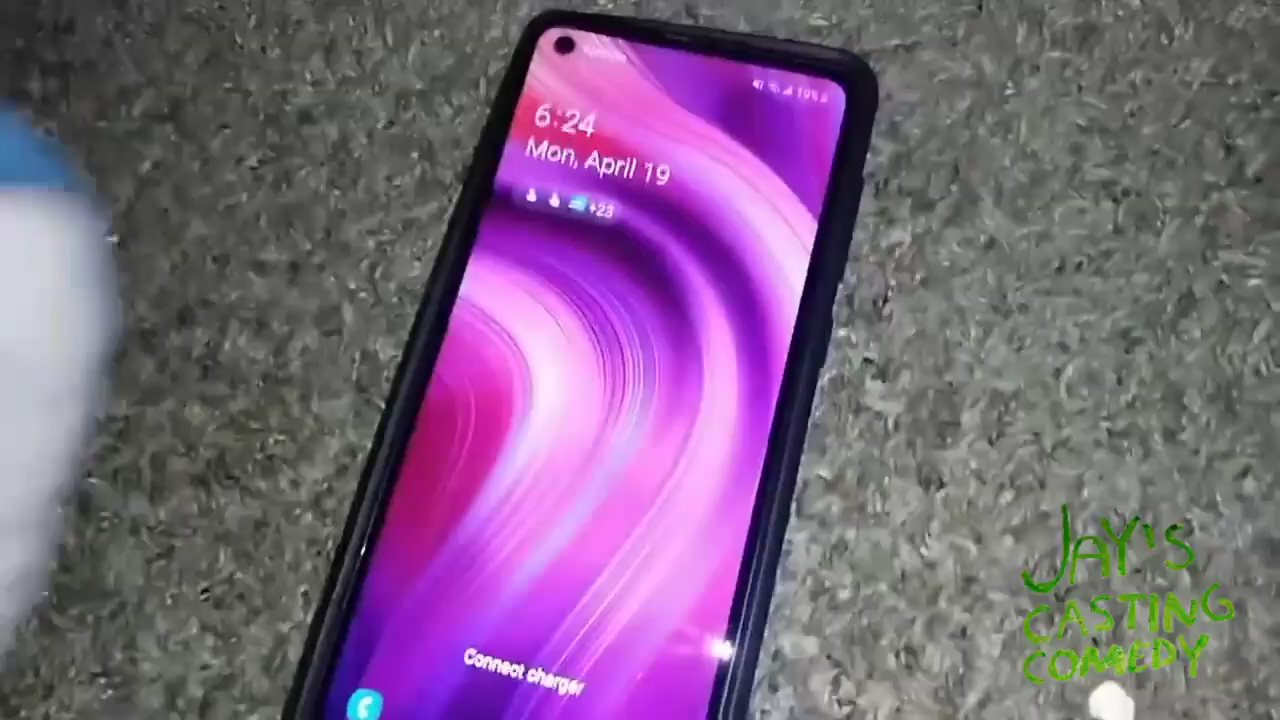 6:24
Mon, April 19
+23
Connect charger
JAY'S
CASTING
COMEDY